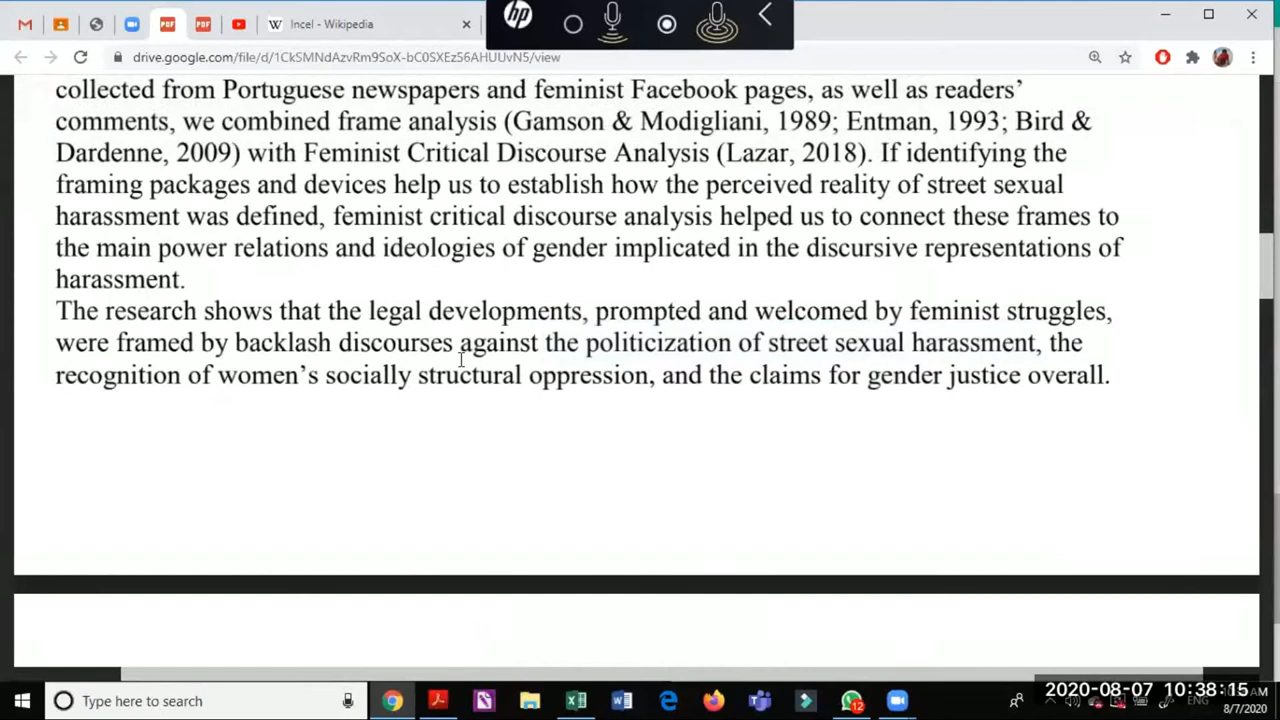 Incel - Wikipedia
drive.google.com/file/d/1CkSMNdAzvRm9SoX-bC0SXEz56AHUUvN5/view
collected from Portuguese newspapers and feminist Facebook pages, as well as readers’
comments, we combined frame analysis (Gamson & Modigliani, 1989; Entman, 1993; Bird &
Dardenne, 2009) with Feminist Critical Discourse Analysis (Lazar, 2018). If identifying the
framing packages and devices help us to establish how the perceived reality of street sexual
harassment was defined, feminist critical discourse analysis helped us to connect these frames to
the main power relations and ideologies of gender implicated in the discursive representations of
harassment.
The research shows that the legal developments, prompted and welcomed by feminist struggles,
were framed by backlash discourses against the politicization of street sexual harassment, the
recognition of women’s socially structural oppression, and the claims for gender justice overall.
Type here to search
12
ENG
2020-08-07 10:38:15 AM
8/7/2020